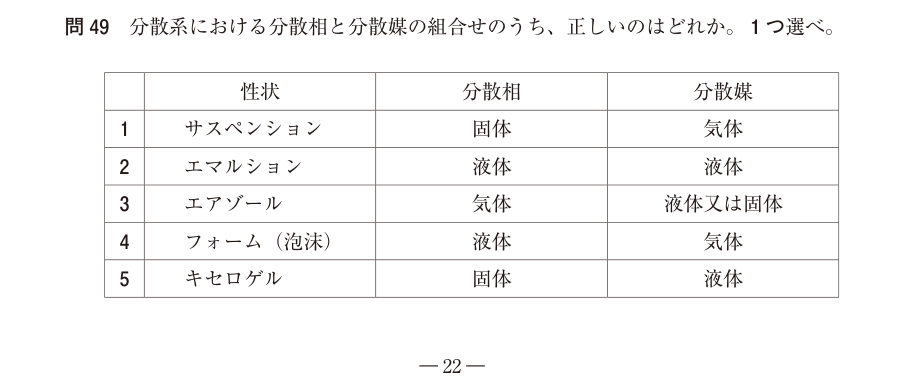 問 49　分散系における分散相と分散媒の組合せのうち、正しいのはどれか。1 つ選べ。
性状　分散相　分散媒
1　サスペンション　固体　気体
2　エマルション　液体　液体
3　エアゾール　気体　液体又は固体
4　フォーム（泡沫）　液体　気体
5　キセロゲル　固体　液体
— 22 —